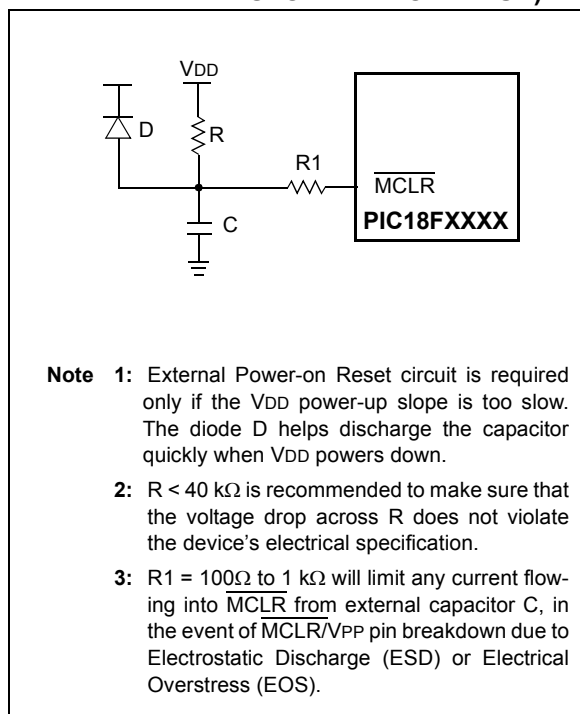 VDD
D
R
R1
MCLR
C
PIC18FXXXX
Note 1: External Power-on Reset circuit is required
only if the VDD power-up slope is too slow.
The diode D helps discharge the capacitor
quickly when VDD powers down.
2: R < 40 kΩ is recommended to make sure that
the voltage drop across R does not violate
the device's electrical specification.
3: R1 = 100Ω to 1 kΩ will limit any current flow-
ing into MCLR from external capacitor C, in
the event of MCLR/VPP pin breakdown due to
Electrostatic Discharge (ESD) or Electrical
Overstress (EOS).